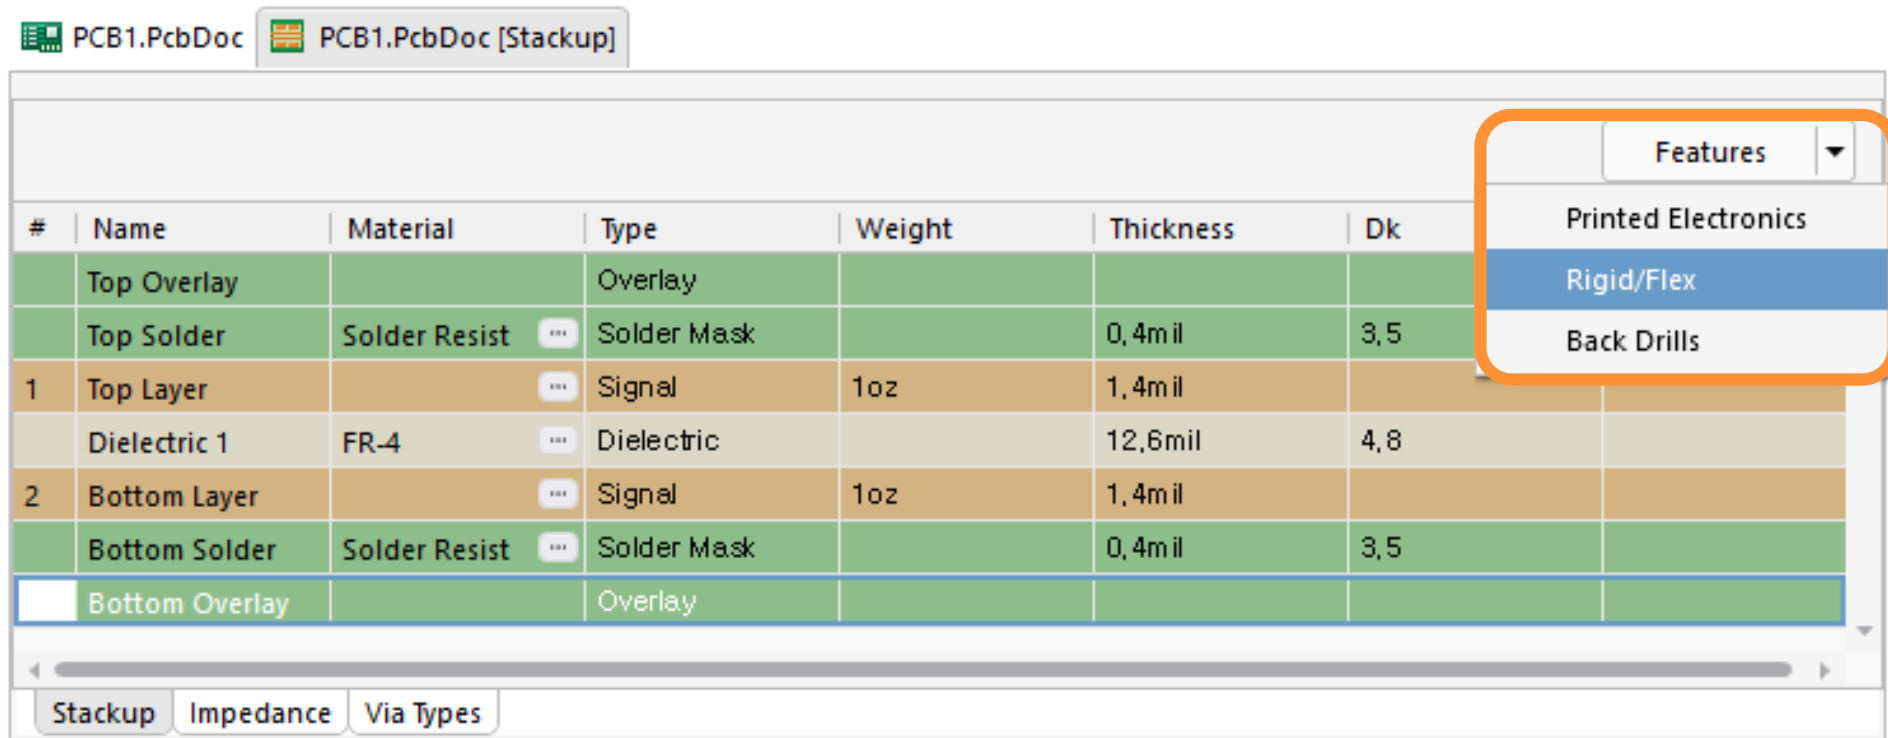 PCB1.PcbDoc PCB1.PcbDoc [Stackup]
Features
# Name Material Type Weight Thickness Dk
Printed Electronics
Top Overlay Overlay
Rigid/Flex
Top Solder Solder Resist ... Solder Mask 0,4mil 3,5
Back Drills
1 Top Layer ... Signal 1oz 1,4mil
Dielectric 1 FR-4 ... Dielectric 12,6mil 4,8
2 Bottom Layer ... Signal 1oz 1,4mil
Bottom Solder Solder Resist ... Solder Mask 0,4mil 3,5
Bottom Overlay Overlay
Stackup Impedance Via Types